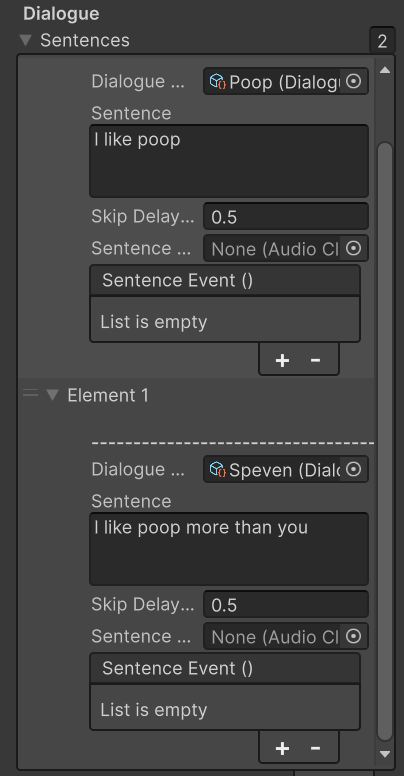 Dialogue
Sentences 2
Dialogue ... Poop (Dialogu
Sentence
I like poop
Skip Delay... 0.5
Sentence ... None (Audio Cl
Sentence Event ()
List is empty
+ -
Element 1
------------------------------------
Dialogue ... Speven (Dialo
Sentence
I like poop more than you
Skip Delay... 0.5
Sentence ... None (Audio Cl
Sentence Event ()
List is empty
+ -